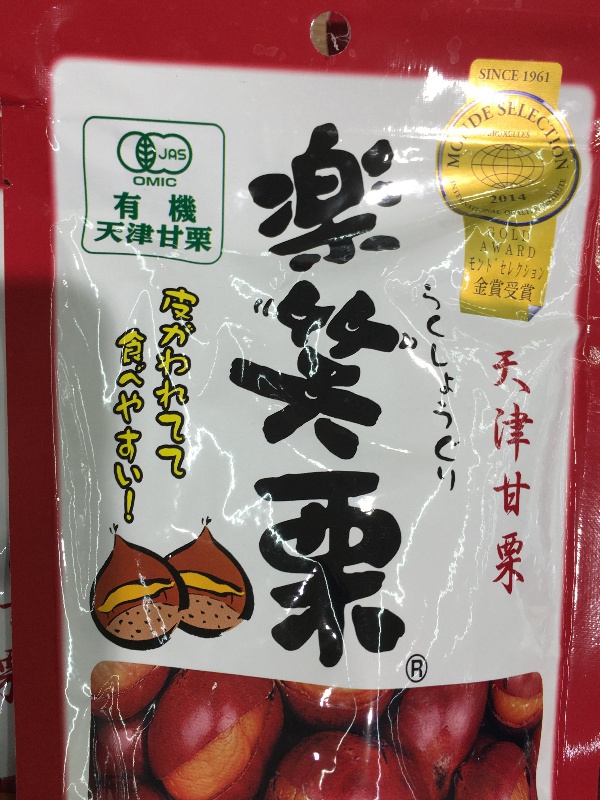 SINCE 1961
MONDE SELECTION
BRUXELLES
2014
GOLD
AWARD
モンドセレクション
金賞受賞
JAS
OMIC
有機
天津甘栗
楽"笑"栗
らくしょうぐり
®
天津甘栗
皮がわれてて
食べやすい!